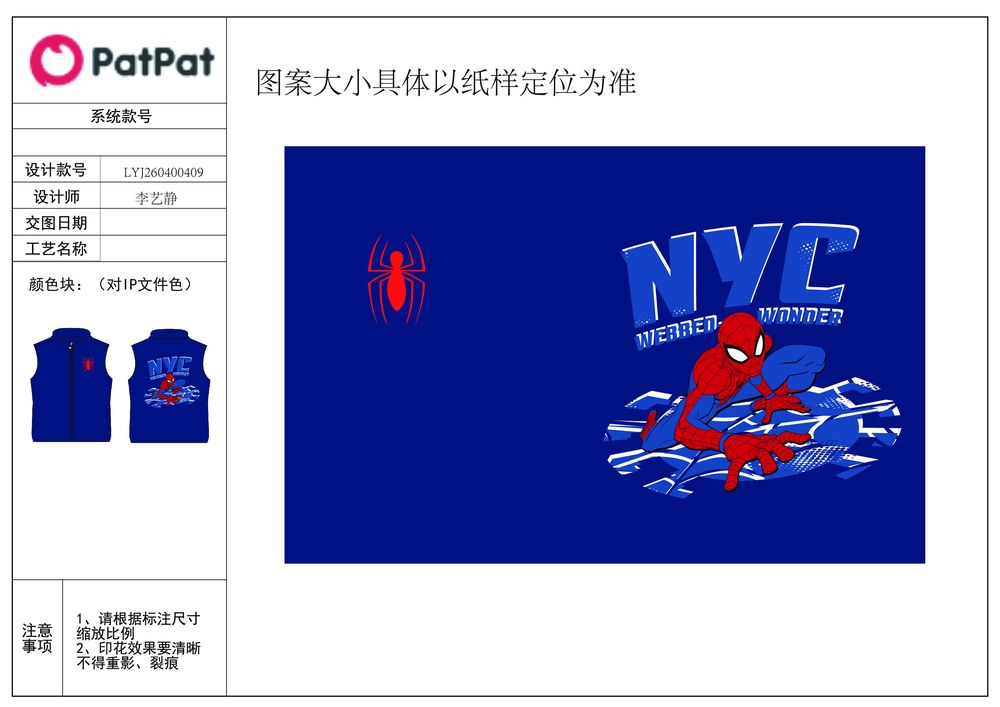 PatPat
系统款号
设计款号 LYJ260400409
设计师 李艺静
交图日期
工艺名称
颜色块：（对IP文件色）
NYC
注意
事项
1、请根据标注尺寸
缩放比例
2、印花效果要清晰
不得重影、裂痕
图案大小具体以纸样定位为准
NYC
WEBBED WONDER